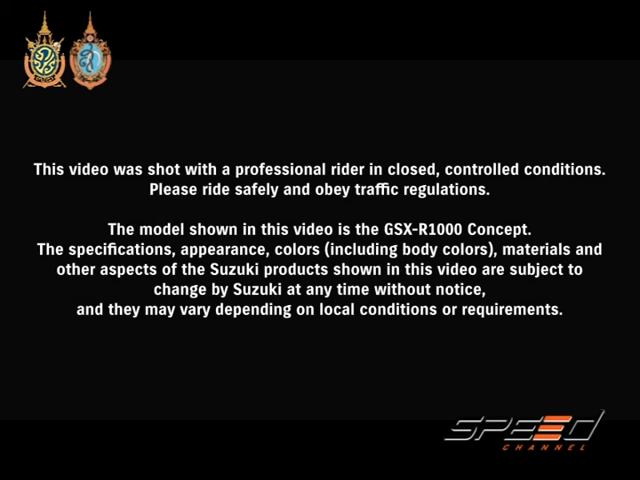 This video was shot with a professional rider in closed, controlled conditions.
Please ride safely and obey traffic regulations.
The model shown in this video is the GSX-R1000 Concept.
The specifications, appearance, colors (including body colors), materials and
other aspects of the Suzuki products shown in this video are subject to
change by Suzuki at any time without notice,
and they may vary depending on local conditions or requirements.
SPEED
CHANNEL